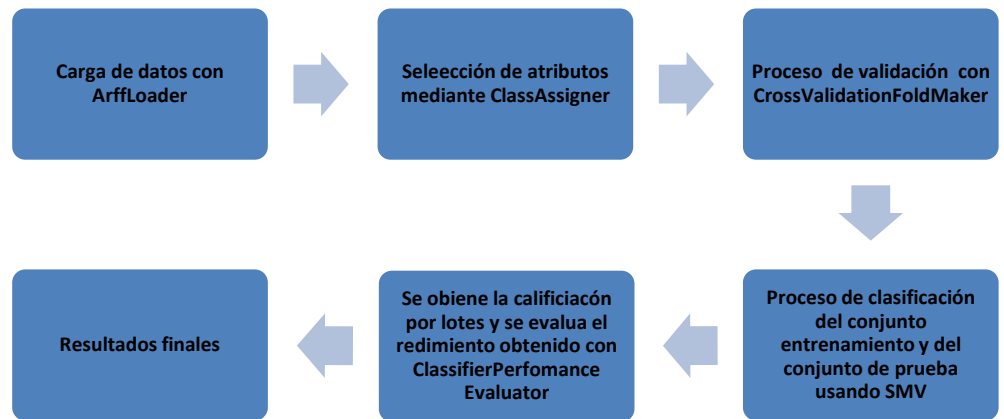 Carga de datos con
ArffLoader
Seleección de atributos
mediante ClassAssigner
Proceso de validación con
CrossValidationFoldMaker
Proceso de clasificación
del conjunto
entrenamiento y del
conjunto de prueba
usando SMV
Se obiene la calificiacón
por lotes y se evalua el
redimiento obtenido con
ClassifierPerfomance
Evaluator
Resultados finales